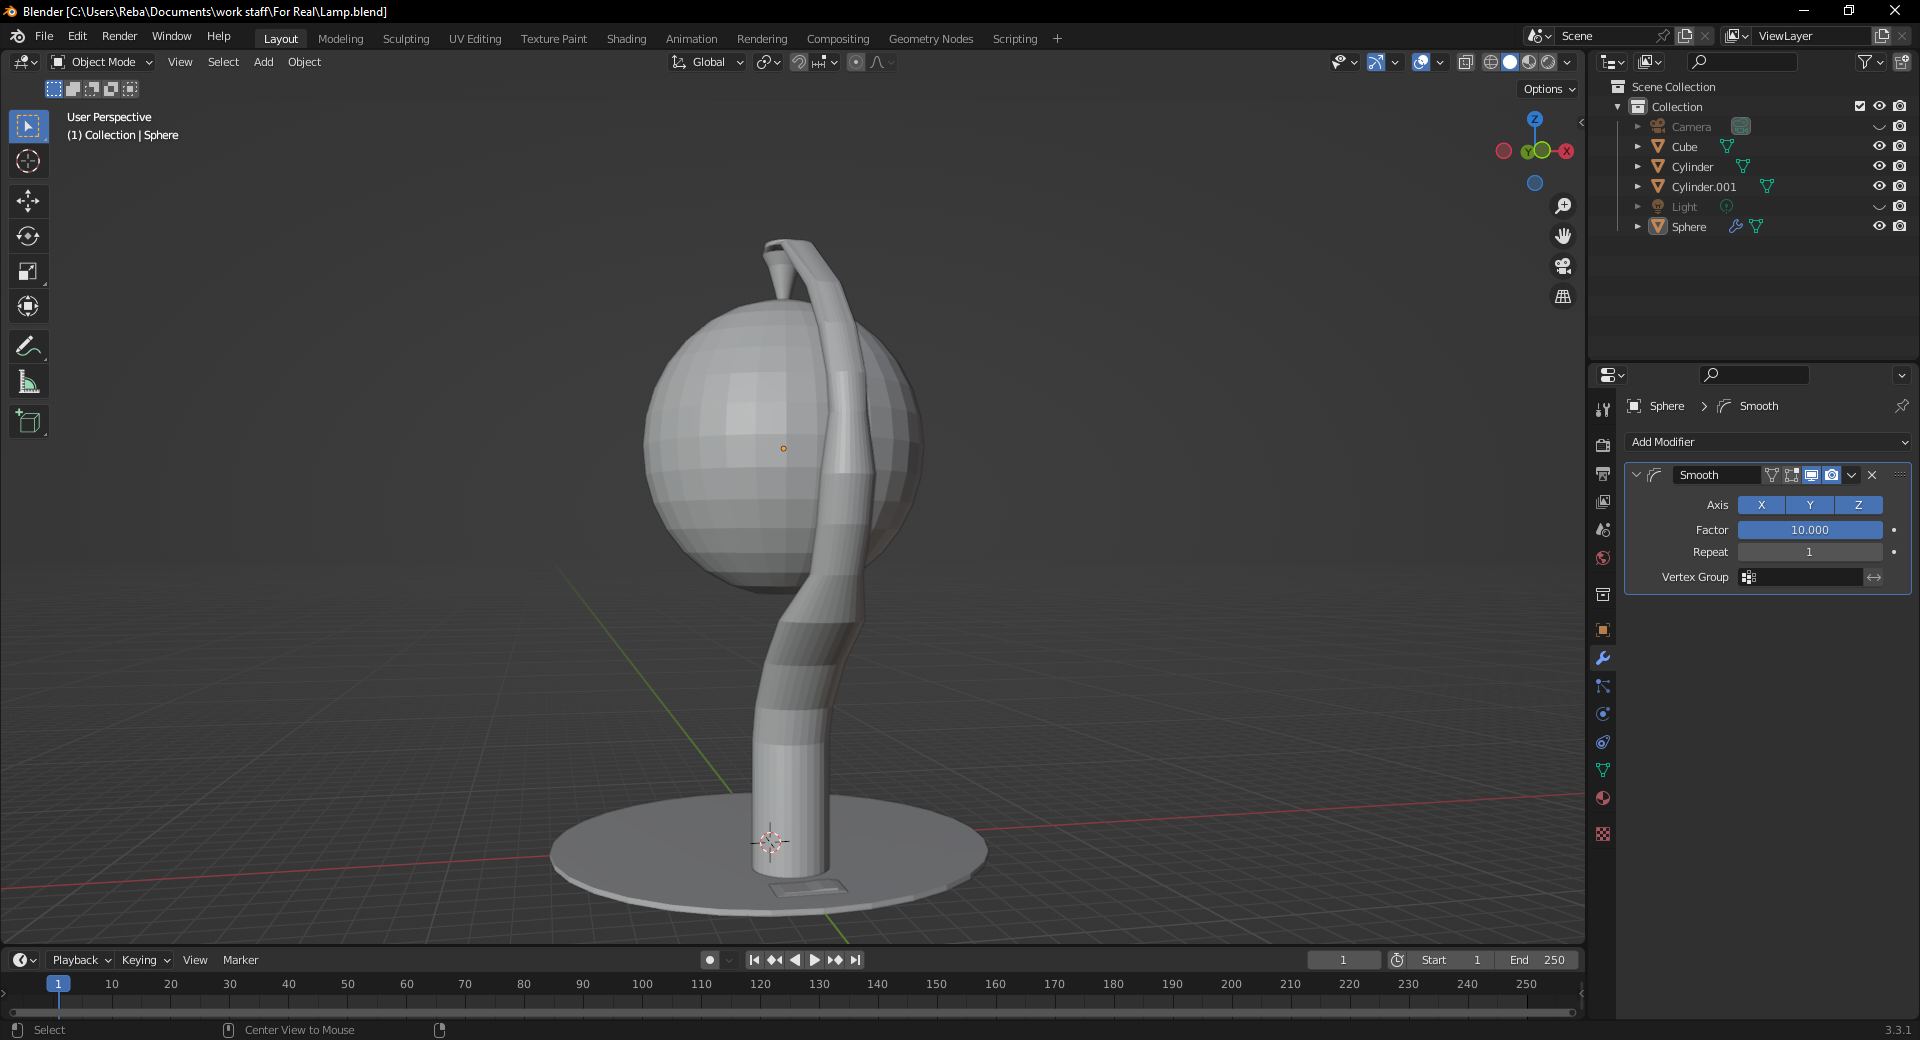 Blender [C:\Users\Reba\Documents\work staff\For Real\Lamp.blend]
File Edit Render Window Help Layout Modeling Sculpting UV Editing Texture Paint Shading Animation Rendering Compositing Geometry Nodes Scripting + Scene ViewLayer
Object Mode View Select Add Object Global
Options
User Perspective
(1) Collection | Sphere
Z
Y X
Scene Collection
Collection
Camera
Cube
Cylinder
Cylinder.001
Light
Sphere
Sphere > Smooth
Add Modifier
Smooth
Axis X Y Z
Factor 10.000
Repeat 1
Vertex Group
Playback Keying View Marker 1 Start 1 End 250
1 10 20 30 40 50 60 70 80 90 100 110 120 130 140 150 160 170 180 190 200 210 220 230 240 250
Select Center View to Mouse 3.3.1